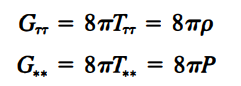 G_ττ = 8πT_ττ = 8πρ
G_** = 8πT_** = 8πP